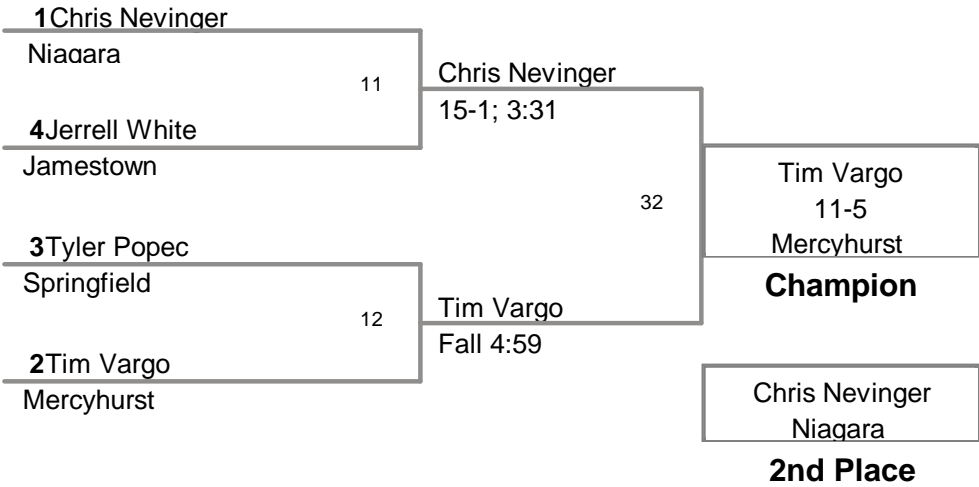 1Chris Nevinger
Niagara
11
4Jerrell White
Jamestown
Chris Nevinger
15-1; 3:31
3Tyler Popec
Springfield
12
2Tim Vargo
Mercyhurst
Tim Vargo
Fall 4:59
32
Tim Vargo
11-5
Mercyhurst
Champion
Chris Nevinger
Niagara
2nd Place